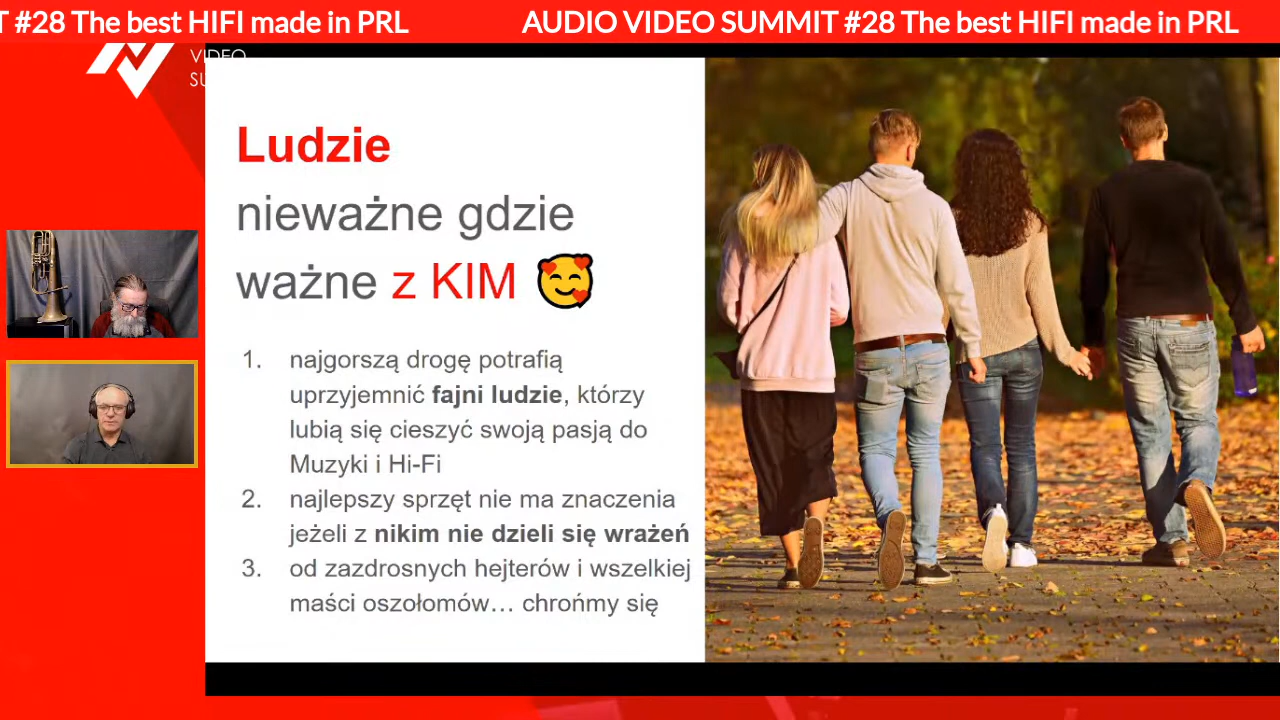 T #28 The best HIFI made in PRL
AUDIO VIDEO SUMMIT #28 The best HIFI made in PRL
VIDEO
Ludzie
nieważne gdzie
ważne z KIM 🥰
1. najgorszą drogę potrafią
uprzyjemnić fajni ludzie, którzy
lubią się cieszyć swoją pasją do
Muzyki i Hi-Fi
2. najlepszy sprzęt nie ma znaczenia
jeżeli z nikim nie dzieli się wrażeń
3. od zazdrosnych hejterów i wszelkiej
maści oszołomów… chrońmy się